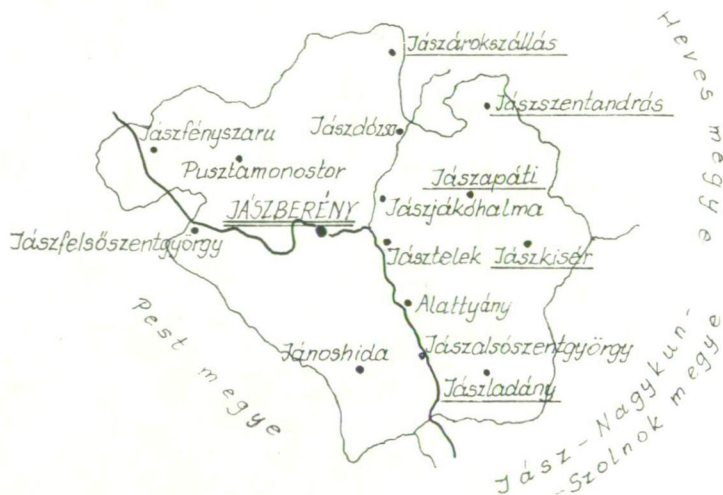 Jászárokszállás
Heves megye
Jászszentandrás
Jászdózsa
Jászfényszaru
Pusztamonostor
Jászapáti
JÁSZBERÉNY
Jászjákóhalma
Jászfelsőszentgyörgy
Jásztelek
Jászkisér
Alattyán
Pest megye
Jánoshida
Jászalsószentgyörgy
Jászladány
Jász-Nagykun-
-Szolnok megye